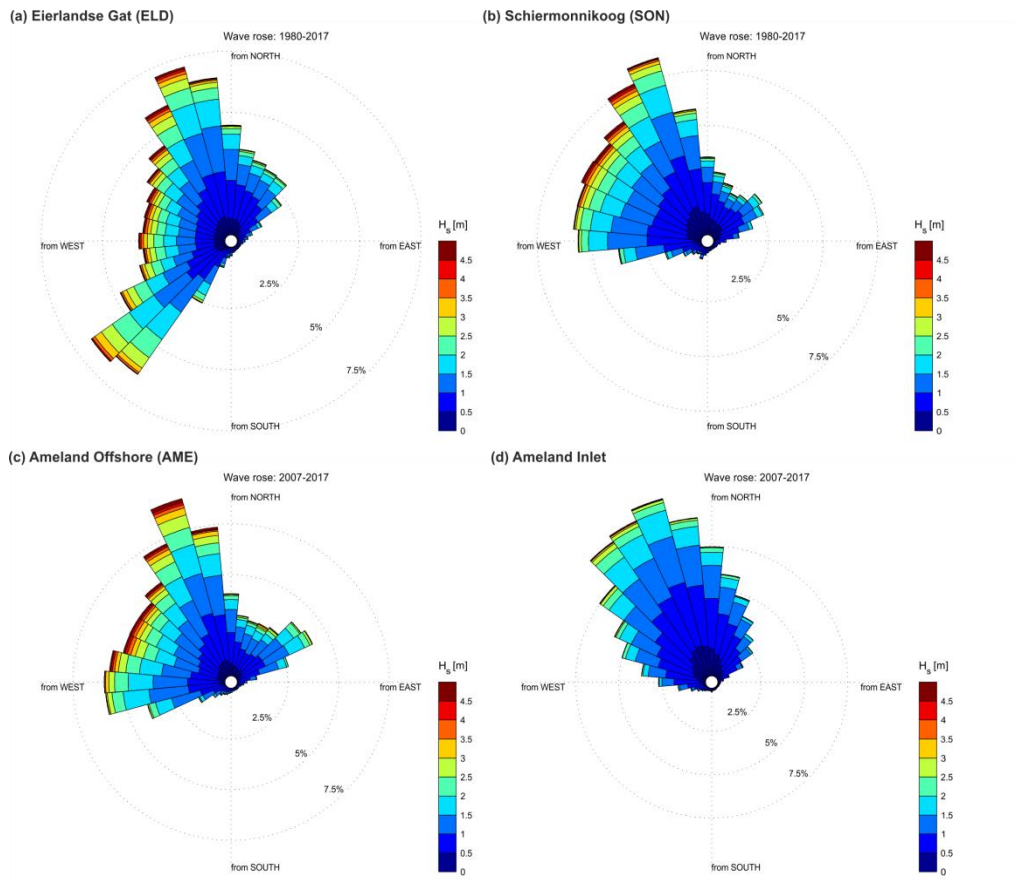 (a) Eierlandse Gat (ELD)
Wave rose: 1980-2017
from NORTH
from WEST
from EAST
from SOUTH
2.5%
5%
7.5%
H_s [m]
4.5
4
3.5
3
2.5
2
1.5
1
0.5
0
(b) Schiermonnikoog (SON)
Wave rose: 1980-2017
from NORTH
from WEST
from EAST
from SOUTH
2.5%
5%
7.5%
H_s [m]
4.5
4
3.5
3
2.5
2
1.5
1
0.5
0
(c) Ameland Offshore (AME)
Wave rose: 2007-2017
from NORTH
from WEST
from EAST
from SOUTH
2.5%
5%
7.5%
H_s [m]
4.5
4
3.5
3
2.5
2
1.5
1
0.5
0
(d) Ameland Inlet
Wave rose: 2007-2017
from NORTH
from WEST
from EAST
from SOUTH
2.5%
5%
7.5%
H_s [m]
4.5
4
3.5
3
2.5
2
1.5
1
0.5
0